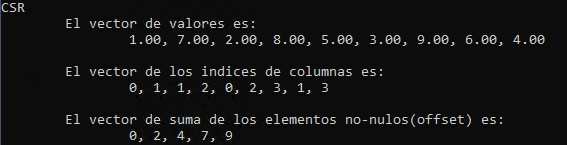 CSR
El vector de valores es:
1.00, 7.00, 2.00, 8.00, 5.00, 3.00, 9.00, 6.00, 4.00
El vector de los indices de columnas es:
0, 1, 1, 2, 0, 2, 3, 1, 3
El vector de suma de los elementos no-nulos(offset) es:
0, 2, 4, 7, 9